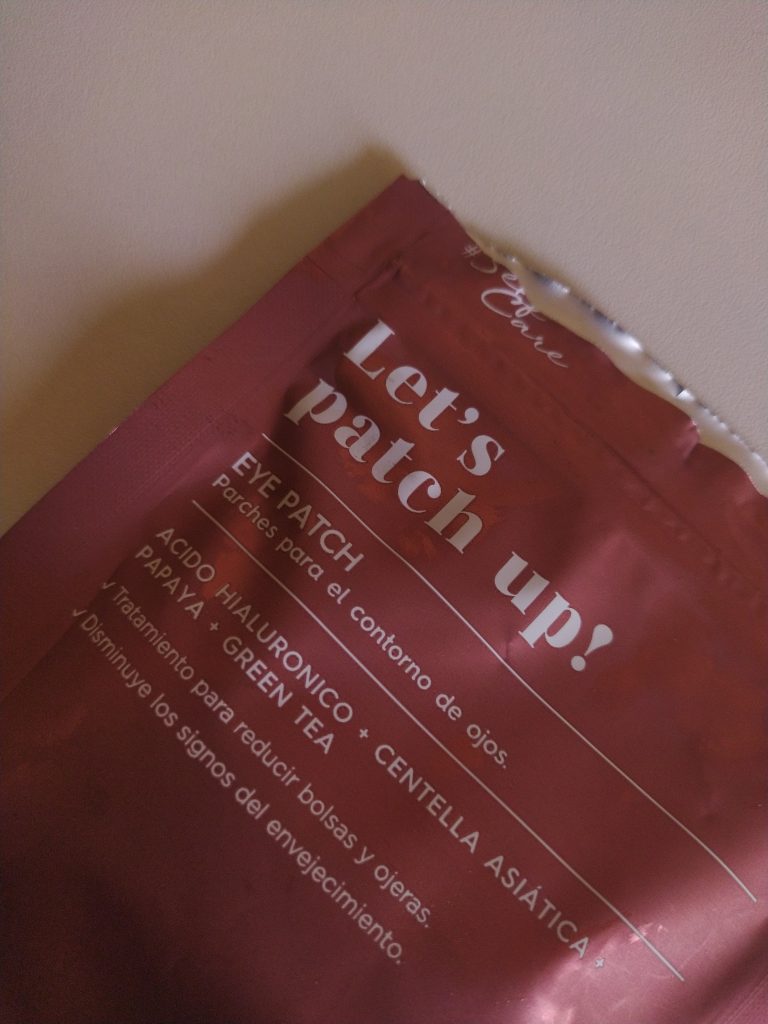 #Best
Care
Let's
patch up!
EYE PATCH
Parches para el contorno de ojos.
ACIDO HIALURONICO + CENTELLA ASIÁTICA +
PAPAYA + GREEN TEA
✓ Tratamiento para reducir bolsas y ojeras.
✓ Disminuye los signos del envejecimiento.